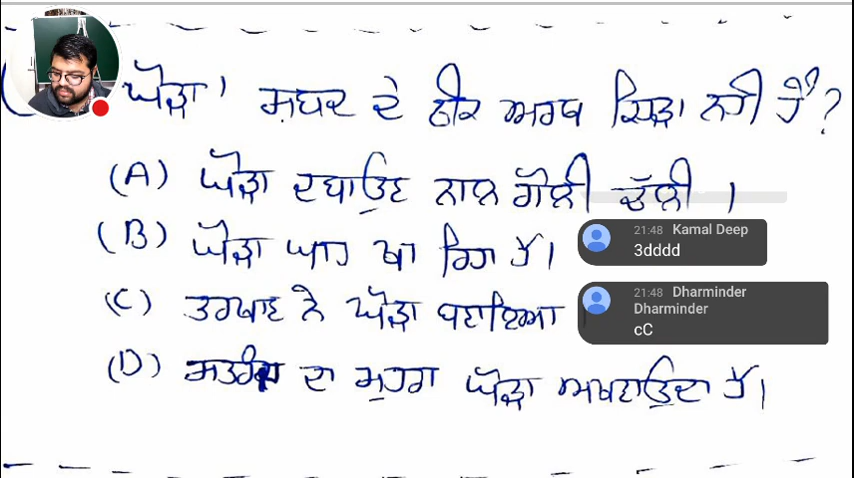 ਘੋੜਾ' ਸ਼ਬਦ ਦੇ ਠੀਕ ਅਰਥ ਕਿਹੜਾ ਨਹੀਂ ਹੈ?
(A) ਘੋੜਾ ਦਬਾਉਣ ਨਾਲ ਗੋਲੀ ਚੱਲੀ ।
(B) ਘੋੜਾ ਘਾਹ ਖਾ ਰਿਹਾ ਹੈ।
21:48 Kamal Deep
3dddd
(C) ਤਰਖਾਣ ਨੇ ਘੋੜਾ ਬਣਾਇਆ
21:48 Dharminder
Dharminder
cC
(D) ਦਾ ਮੁਹਰਾ ਘੋੜਾ ਅਖਵਾਉਂਦਾ ਹੈ।